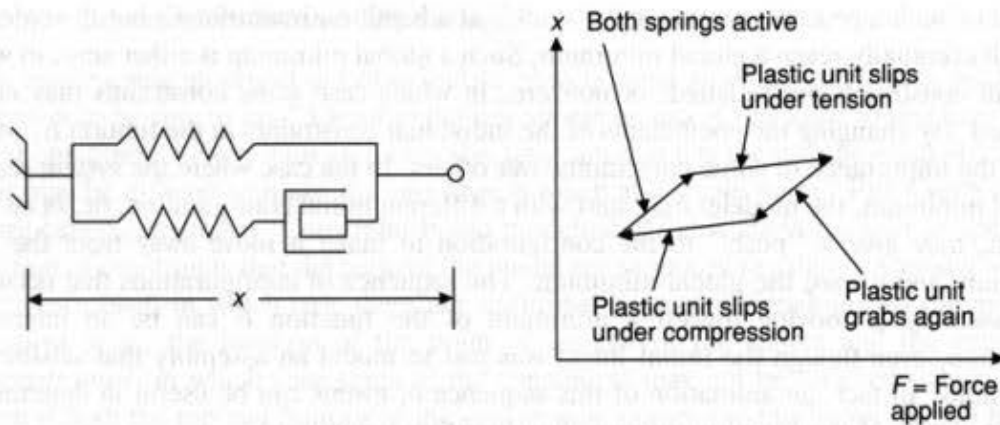 x
Both springs active
Plastic unit slips
under tension
x
Plastic unit slips
under compression
Plastic unit
grabs again
F = Force
applied